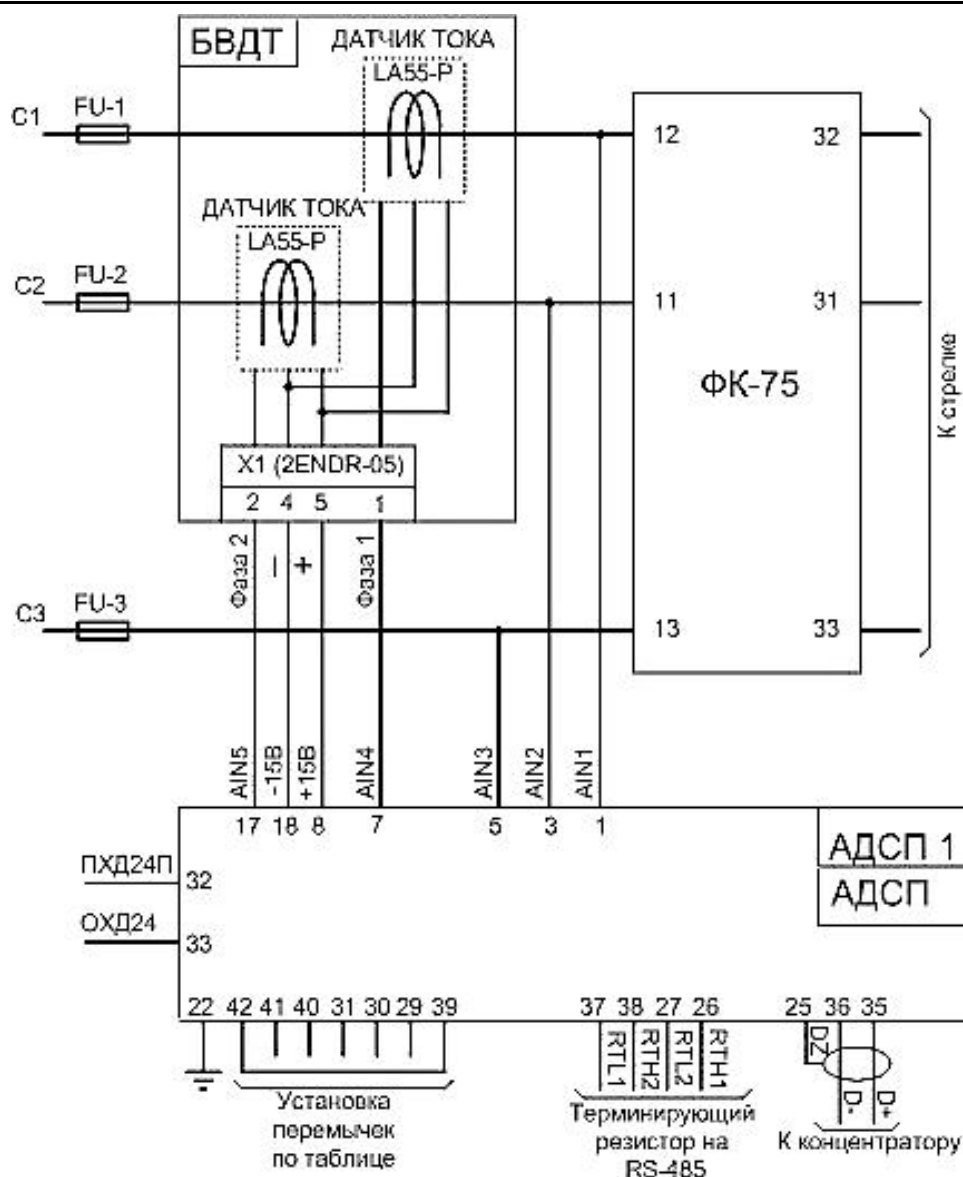 БВДТ
ДАТЧИК ТОКА
LA55-P
C1
FU-1
12
32
ДАТЧИК ТОКА
LA55-P
C2
FU-2
11
31
ФК-75
К стрелке
X1 (2ENDR-05)
2 4 5 1
Фаза 2
–
+
Фаза 1
C3
FU-3
13
33
AIN5
-15В
+15В
AIN4
AIN3
AIN2
AIN1
17 18 8 7 5 3 1
АДСП 1
АДСП
ПХД24П
32
ОХД24
33
22 42 41 40 31 30 29 39
37 38 27 26
25 36 35
RTL1
RTH2
RTL2
RTH1
DZ
D-
D+
Установка
перемычек
по таблице
Терминирующий
резистор на
RS-485
К концентратору